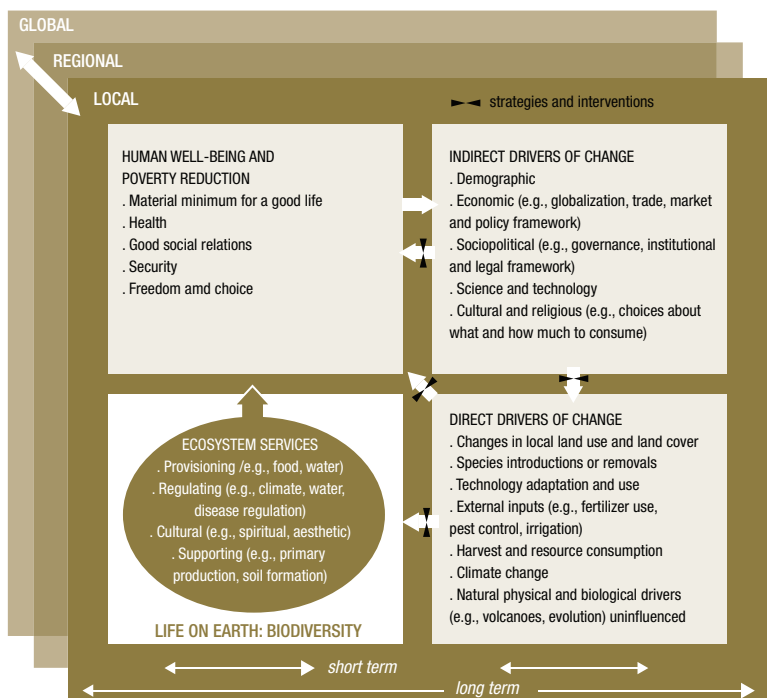 GLOBAL
REGIONAL
LOCAL
strategies and interventions
HUMAN WELL-BEING AND
POVERTY REDUCTION
. Material minimum for a good life
. Health
. Good social relations
. Security
. Freedom amd choice
INDIRECT DRIVERS OF CHANGE
. Demographic
. Economic (e.g., globalization, trade, market
and policy framework)
. Sociopolitical (e.g., governance, institutional
and legal framework)
. Science and technology
. Cultural and religious (e.g., choices about
what and how much to consume)
ECOSYSTEM SERVICES
. Provisioning /e.g., food, water)
. Regulating (e.g., climate, water,
disease regulation)
. Cultural (e.g., spiritual, aesthetic)
. Supporting (e.g., primary
production, soil formation)
LIFE ON EARTH: BIODIVERSITY
DIRECT DRIVERS OF CHANGE
. Changes in local land use and land cover
. Species introductions or removals
. Technology adaptation and use
. External inputs (e.g., fertilizer use,
pest control, irrigation)
. Harvest and resource consumption
. Climate change
. Natural physical and biological drivers
(e.g., volcanoes, evolution) uninfluenced
short term
long term